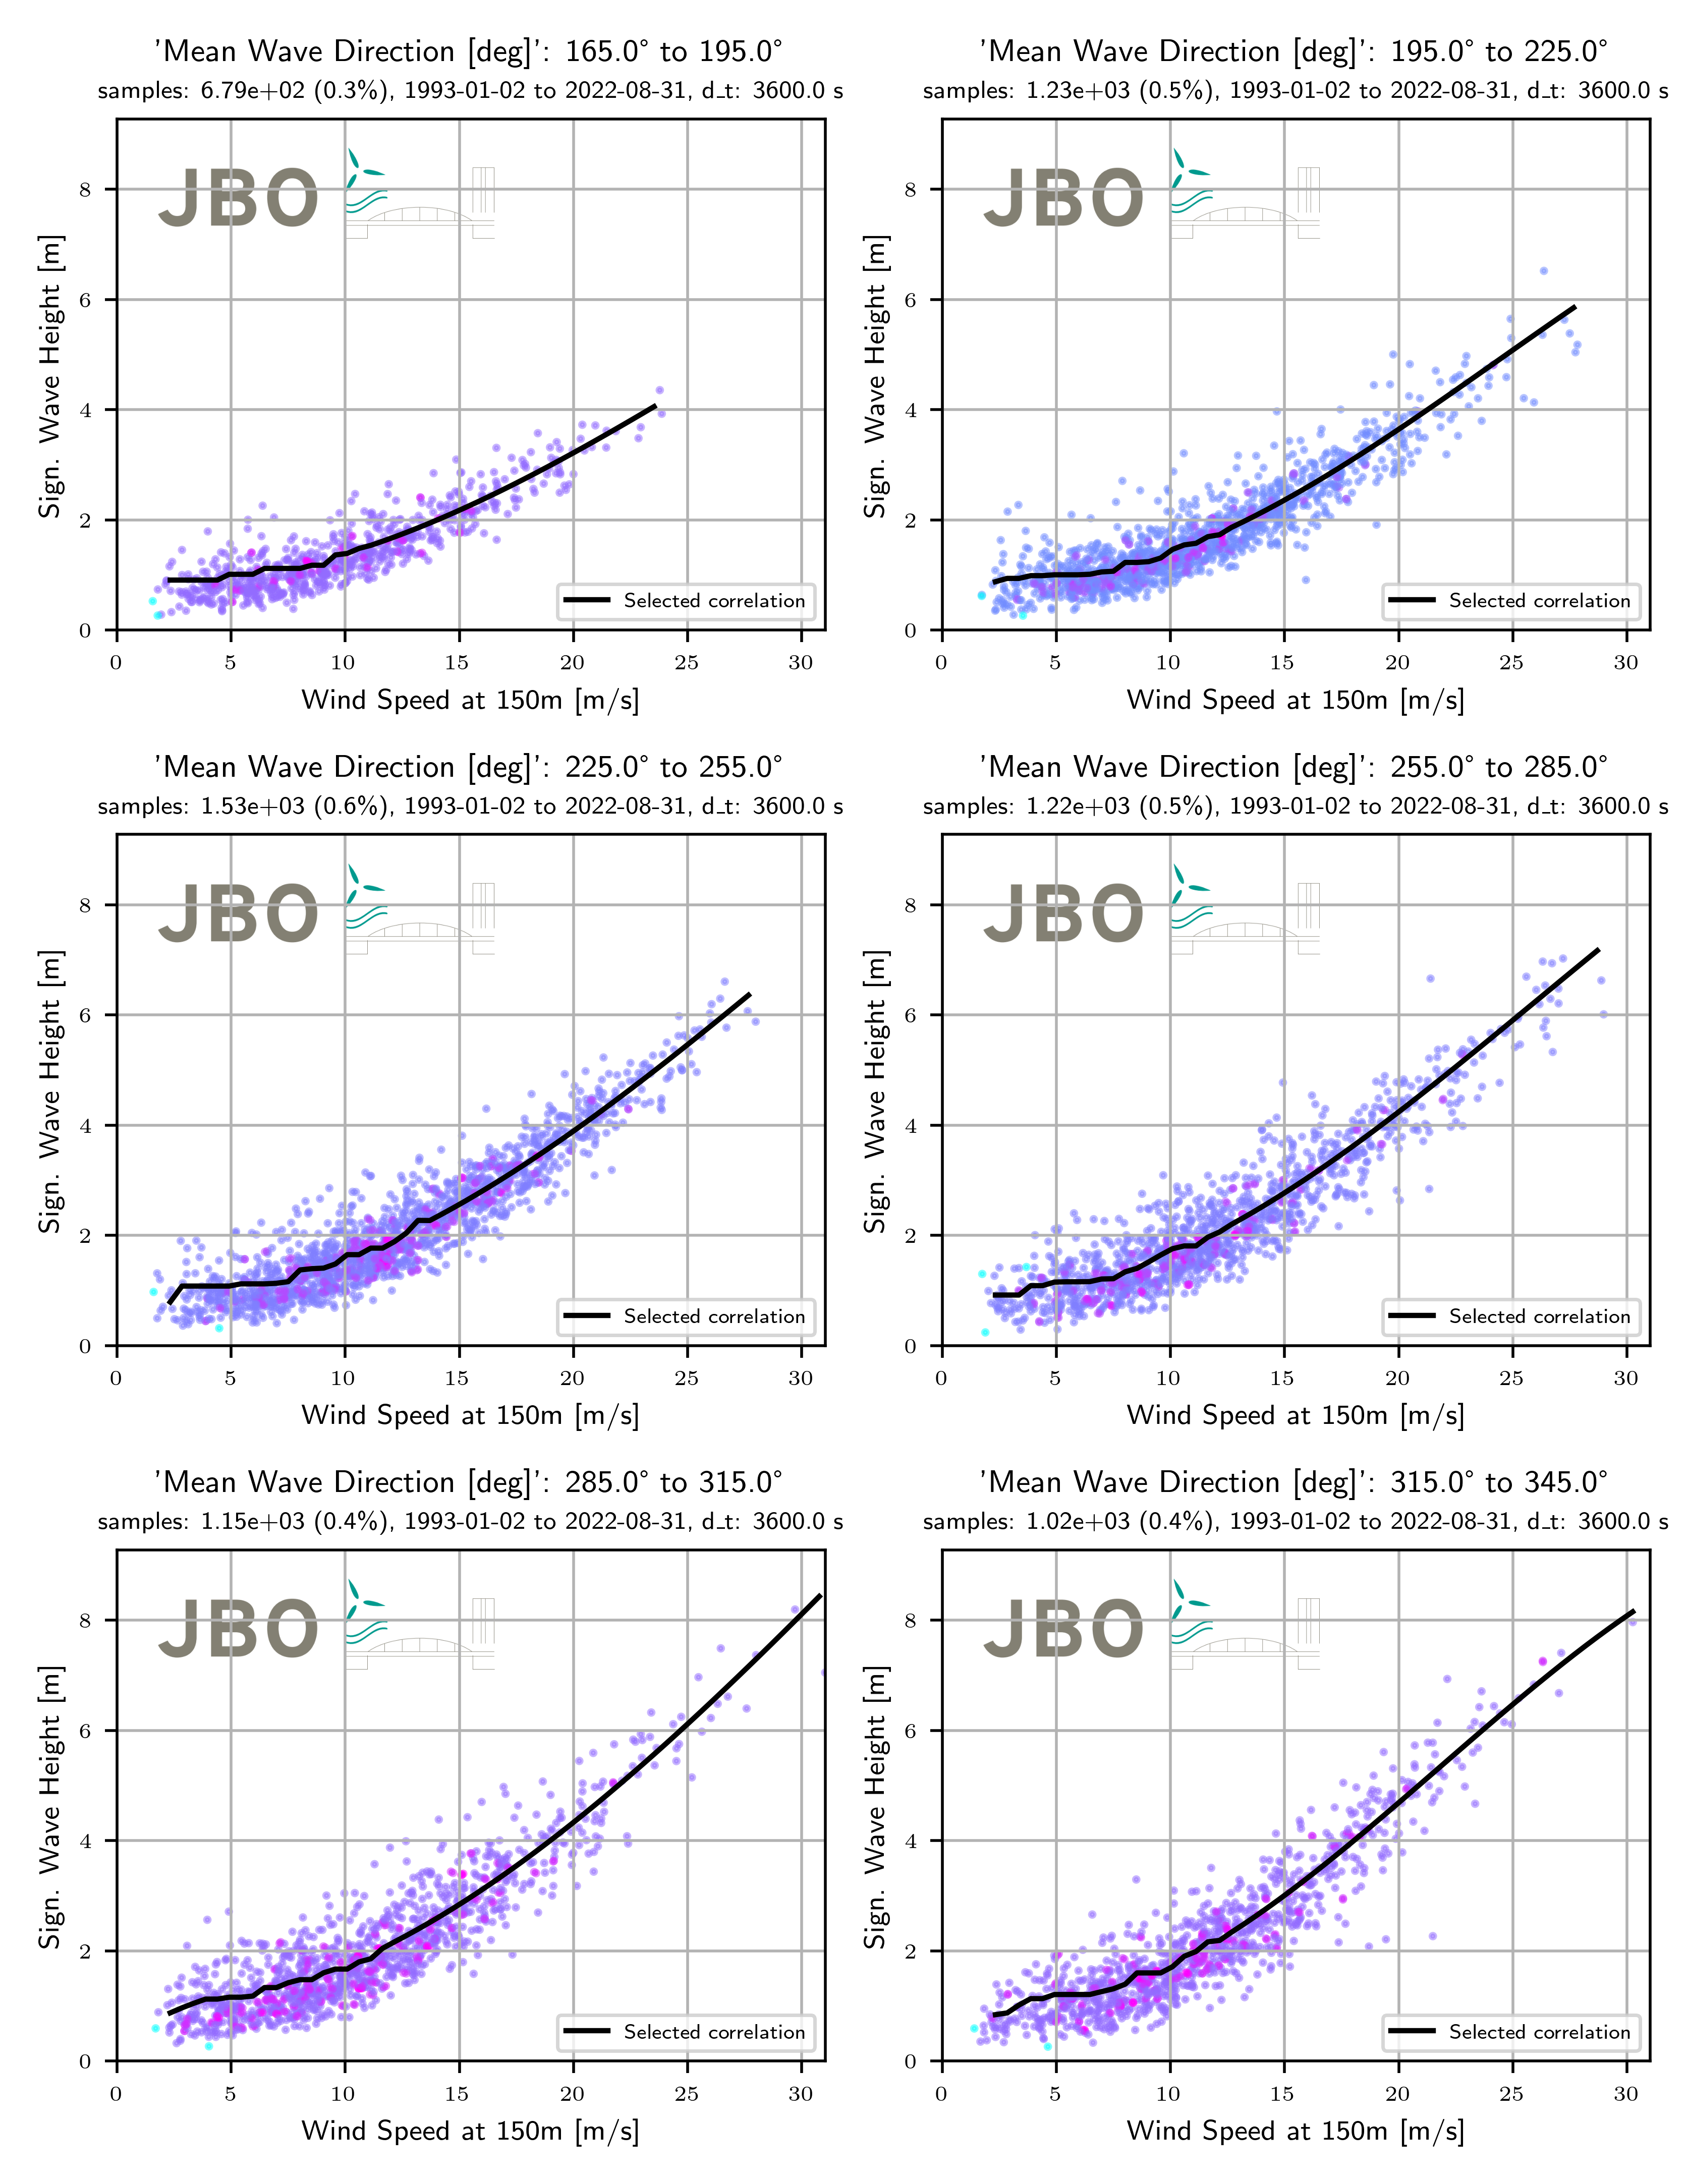 'Mean Wave Direction [deg]': 165.0° to 195.0°
samples: 6.79e+02 (0.3%), 1993-01-02 to 2022-08-31, d_t: 3600.0 s
JBO
8
6
4
2
0
Sign. Wave Height [m]
Selected correlation
0 5 10 15 20 25 30
Wind Speed at 150m [m/s]
'Mean Wave Direction [deg]': 195.0° to 225.0°
samples: 1.23e+03 (0.5%), 1993-01-02 to 2022-08-31, d_t: 3600.0 s
JBO
8
6
4
2
0
Sign. Wave Height [m]
Selected correlation
0 5 10 15 20 25 30
Wind Speed at 150m [m/s]
'Mean Wave Direction [deg]': 225.0° to 255.0°
samples: 1.53e+03 (0.6%), 1993-01-02 to 2022-08-31, d_t: 3600.0 s
JBO
8
6
4
2
0
Sign. Wave Height [m]
Selected correlation
0 5 10 15 20 25 30
Wind Speed at 150m [m/s]
'Mean Wave Direction [deg]': 255.0° to 285.0°
samples: 1.22e+03 (0.5%), 1993-01-02 to 2022-08-31, d_t: 3600.0 s
JBO
8
6
4
2
0
Sign. Wave Height [m]
Selected correlation
0 5 10 15 20 25 30
Wind Speed at 150m [m/s]
'Mean Wave Direction [deg]': 285.0° to 315.0°
samples: 1.15e+03 (0.4%), 1993-01-02 to 2022-08-31, d_t: 3600.0 s
JBO
8
6
4
2
0
Sign. Wave Height [m]
Selected correlation
0 5 10 15 20 25 30
Wind Speed at 150m [m/s]
'Mean Wave Direction [deg]': 315.0° to 345.0°
samples: 1.02e+03 (0.4%), 1993-01-02 to 2022-08-31, d_t: 3600.0 s
JBO
8
6
4
2
0
Sign. Wave Height [m]
Selected correlation
0 5 10 15 20 25 30
Wind Speed at 150m [m/s]